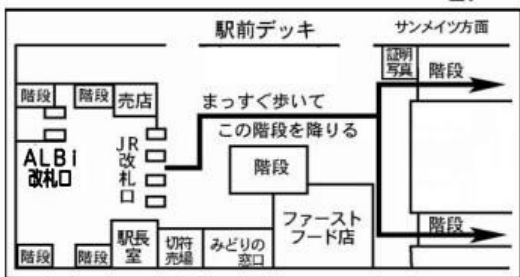 駅前デッキ
サンメイツ方面
証明
写真
階段
階段
階段
売店
まっすぐ歩いて
この階段を降りる
ALBi
改札口
JR
改
札
口
階段
階段
ファースト
フード店
駅長
室
切符
売場
みどりの
窓口
階段
階段